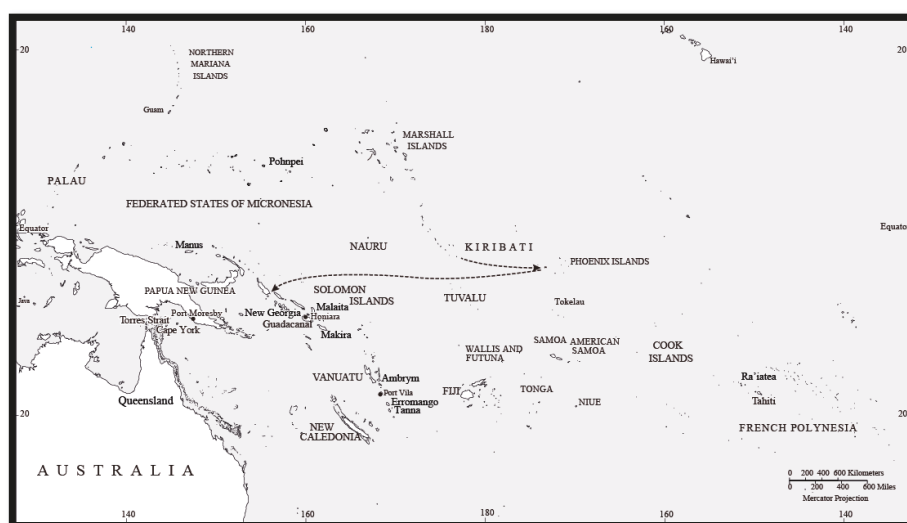 140 160 180 160 140
20 20
NORTHERN
MARIANA
ISLANDS
Hawai'i
Guam
MARSHALL
ISLANDS
Pohnpei
PALAU
FEDERATED STATES OF MICRONESIA
Equator Equator
Manus
NAURU
KIRIBATI
PHOENIX ISLANDS
PAPUA NEW GUINEA
SOLOMON
ISLANDS
TUVALU
Java
Tokelau
Port Moresby
New Georgia
Malaita
Honiara
Torres Strait
Guadacanal
Cape York
Makira
SAMOA
AMERICAN
SAMOA
WALLIS AND
FUTUNA
COOK
ISLANDS
VANUATU
Ambrym
Ra'iatea
Port Vila
FIJI
TONGA
Queensland
Erromango
Tanna
NIUE
Tahiti
20 20
NEW
CALEDONIA
FRENCH POLYNESIA
AUSTRALIA
0 200 400 600 Kilometers
0 200 400 600 Miles
Mercator Projection
140 160 180 160 140